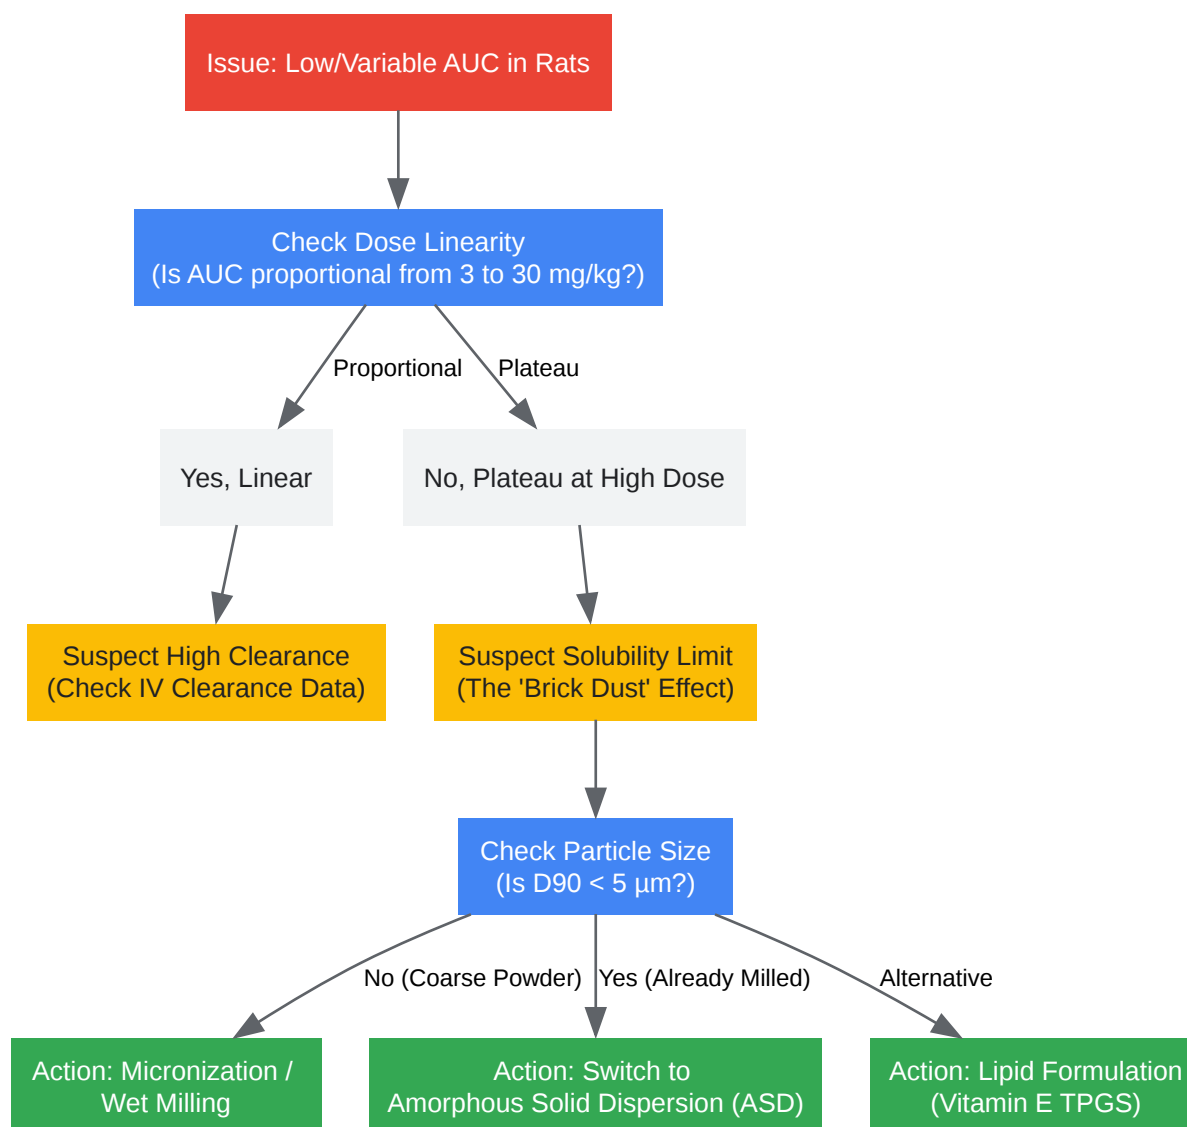 Issue: Low/Variable AUC in Rats
Check Dose Linearity
(Is AUC proportional from 3 to 30 mg/kg?)
Proportional
Plateau
Yes, Linear
No, Plateau at High Dose
Suspect High Clearance
(Check IV Clearance Data)
Suspect Solubility Limit
(The 'Brick Dust' Effect)
Check Particle Size
(Is D90 < 5 µm?)
No (Coarse Powder)
Yes (Already Milled)
Alternative
Action: Micronization /
Wet Milling
Action: Switch to
Amorphous Solid Dispersion (ASD)
Action: Lipid Formulation
(Vitamin E TPGS)